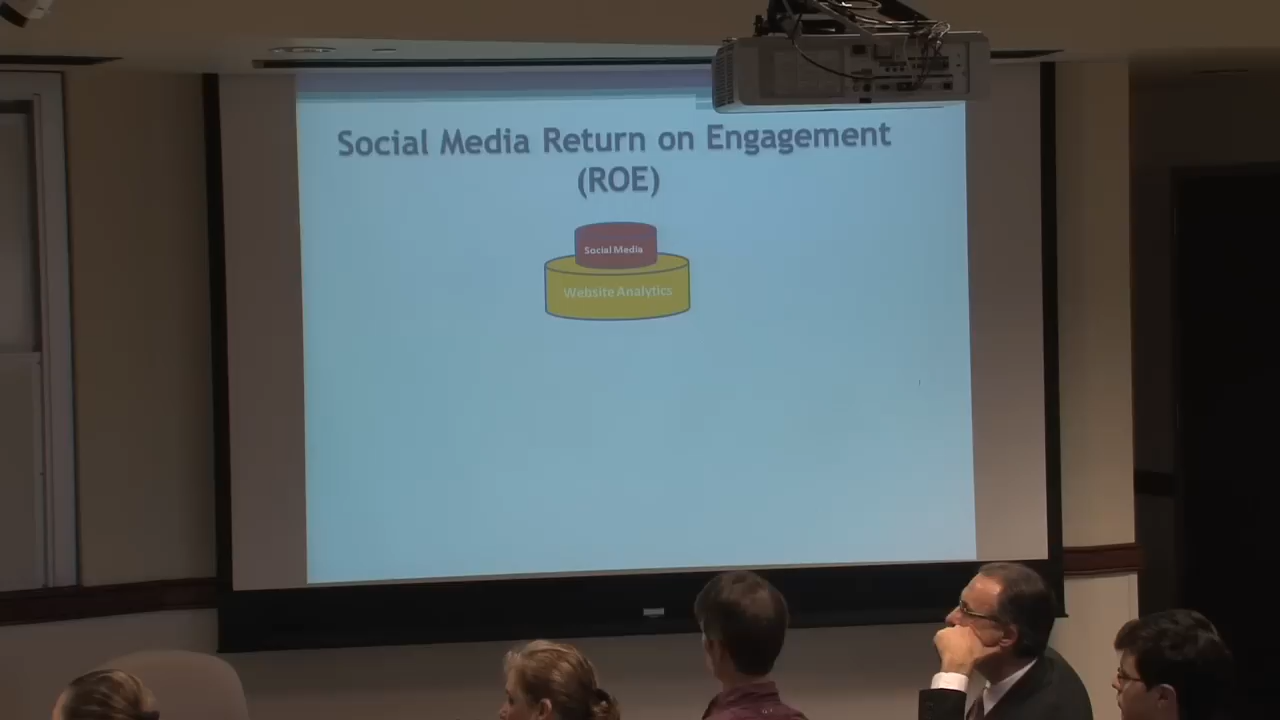 Social Media Return on Engagement
(ROE)
Social Media
Website Analytics